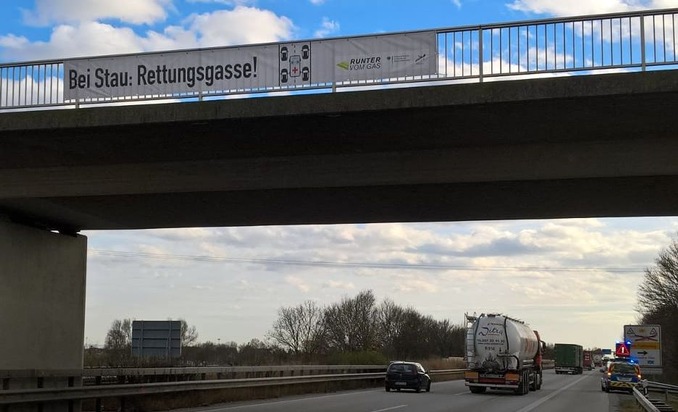 Bei Stau: Rettungsgasse!
RUNTER
VOM GAS